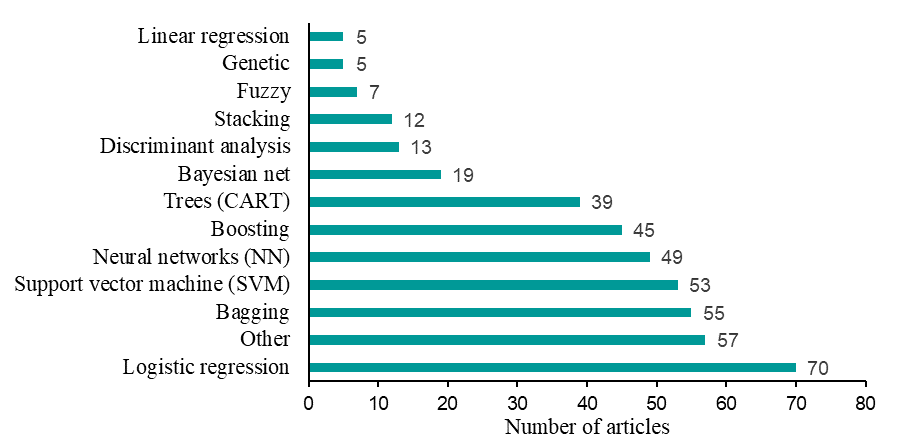 Linear regression 5
Genetic 5
Fuzzy 7
Stacking 12
Discriminant analysis 13
Bayesian net 19
Trees (CART) 39
Boosting 45
Neural networks (NN) 49
Support vector machine (SVM) 53
Bagging 55
Other 57
Logistic regression 70
0 10 20 30 40 50 60 70 80
Number of articles